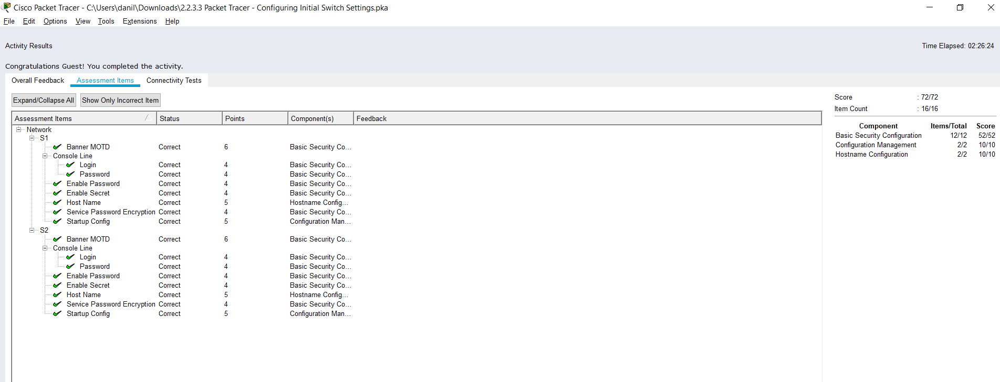 Cisco Packet Tracer - C:\Users\danil\Downloads\2.2.3.3 Packet Tracer - Configuring Initial Switch Settings.pka
File Edit Options View Tools Extensions Help
Activity Results Time Elapsed: 02:26:24
Congratulations Guest! You completed the activity.
Overall Feedback Assessment Items Connectivity Tests
Expand/Collapse All Show Only Incorrect Item
Assessment Items Status Points Component(s) Feedback
Network
S1
Banner MOTD Correct 6 Basic Security Co...
Console Line
Login Correct 4 Basic Security Co...
Password Correct 4 Basic Security Co...
Enable Password Correct 4 Basic Security Co...
Enable Secret Correct 4 Basic Security Co...
Host Name Correct 5 Hostname Config...
Service Password Encryption Correct 4 Basic Security Co...
Startup Config Correct 5 Configuration Man...
S2
Banner MOTD Correct 6 Basic Security Co...
Console Line
Login Correct 4 Basic Security Co...
Password Correct 4 Basic Security Co...
Enable Password Correct 4 Basic Security Co...
Enable Secret Correct 4 Basic Security Co...
Host Name Correct 5 Hostname Config...
Service Password Encryption Correct 4 Basic Security Co...
Startup Config Correct 5 Configuration Man...
Score : 72/72
Item Count : 16/16
Component Items/Total Score
Basic Security Configuration 12/12 52/52
Configuration Management 2/2 10/10
Hostname Configuration 2/2 10/10